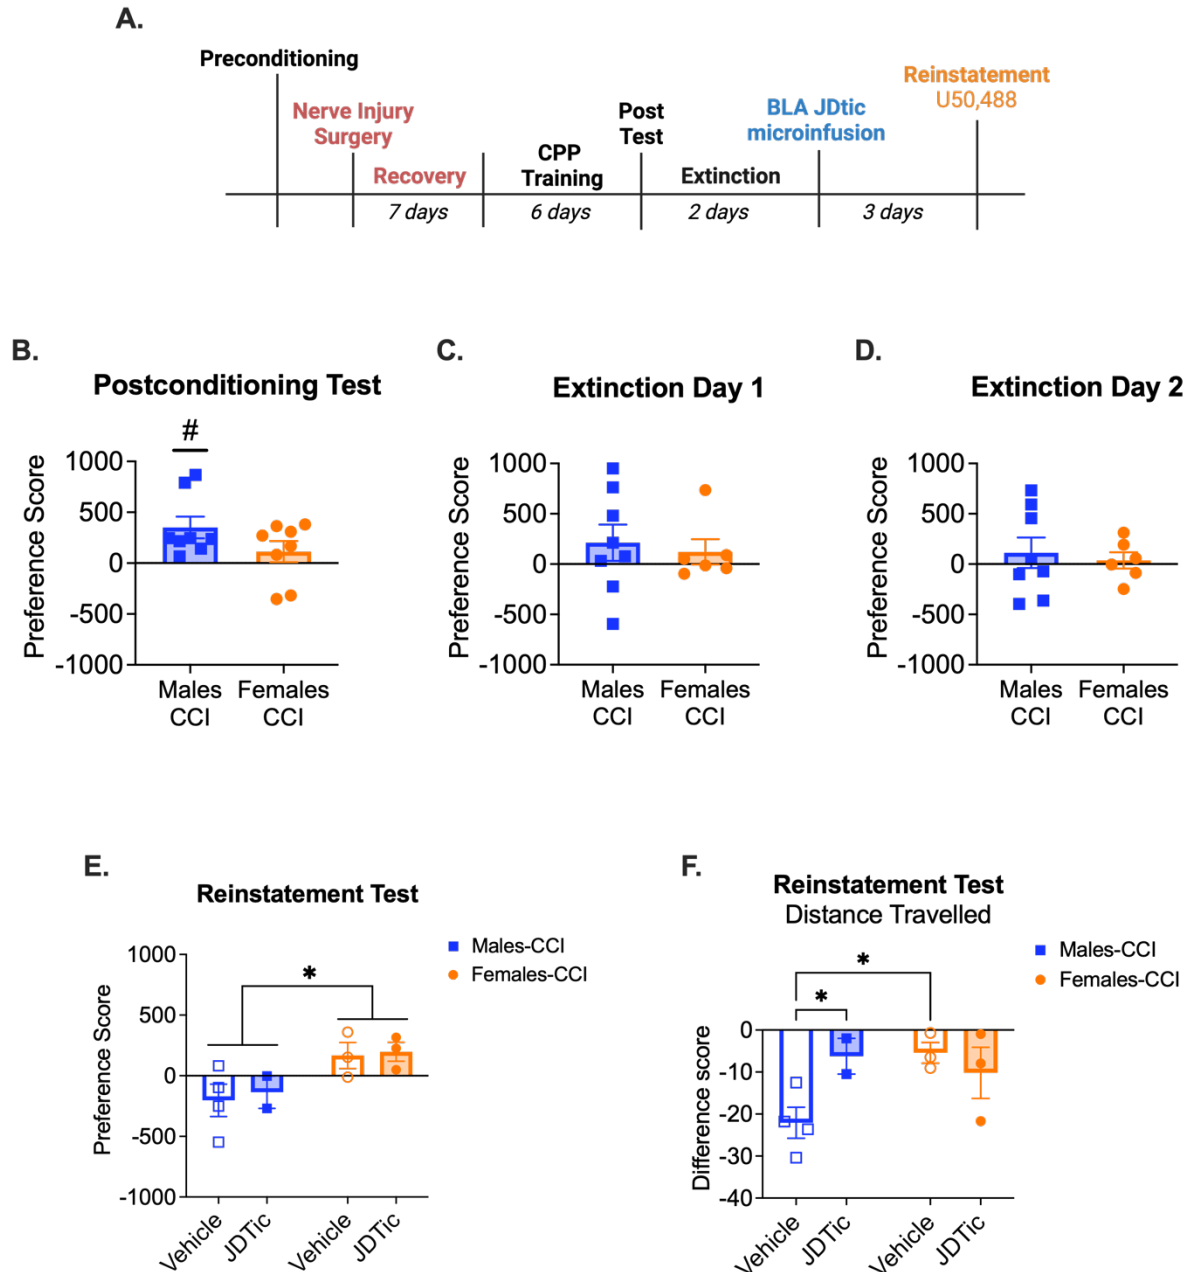 A.
Preconditioning
Nerve Injury
Surgery
Recovery
7 days
CPP
Training
6 days
Post
Test
Extinction
2 days
BLA JDtic
microinfusion
3 days
Reinstatement
U50,488
B.
Postconditioning Test
#
Preference Score
1000
500
0
-500
-1000
Males
CCI
Females
CCI
C.
Extinction Day 1
Preference Score
1000
500
0
-500
-1000
Males
CCI
Females
CCI
D.
Extinction Day 2
Preference Score
1000
500
0
-500
-1000
Males
CCI
Females
CCI
E.
Reinstatement Test
Males-CCI
Females-CCI
*
Preference Score
1000
500
0
-500
-1000
Vehicle
JDTic
Vehicle
JDTic
F.
Reinstatement Test
Distance Travelled
Males-CCI
Females-CCI
*
*
Difference score
0
-10
-20
-30
-40
Vehicle
JDTic
Vehicle
JDTic